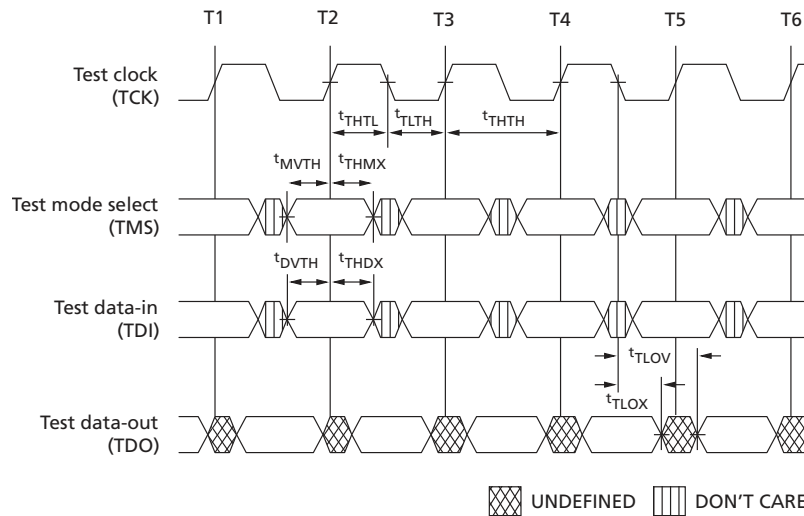 T1 T2 T3 T4 T5 T6
Test clock
(TCK)
tTHTL tTLTH tTHTH
tMVTH tTHMX
Test mode select
(TMS)
tDVTH tTHDX
Test data-in
(TDI)
tTLOV
tTLOX
Test data-out
(TDO)
UNDEFINED DON'T CARE